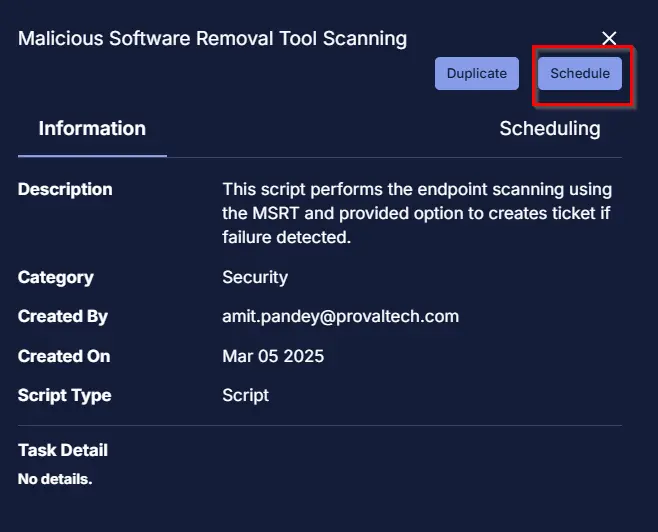 Malicious Software Removal Tool Scanning
Duplicate
Schedule
Information
Scheduling
Description
This script performs the endpoint scanning using
the MSRT and provided option to creates ticket if
failure detected.
Category
Security
Created By
amit.pandey@provaltech.com
Created On
Mar 05 2025
Script Type
Script
Task Detail
No details.